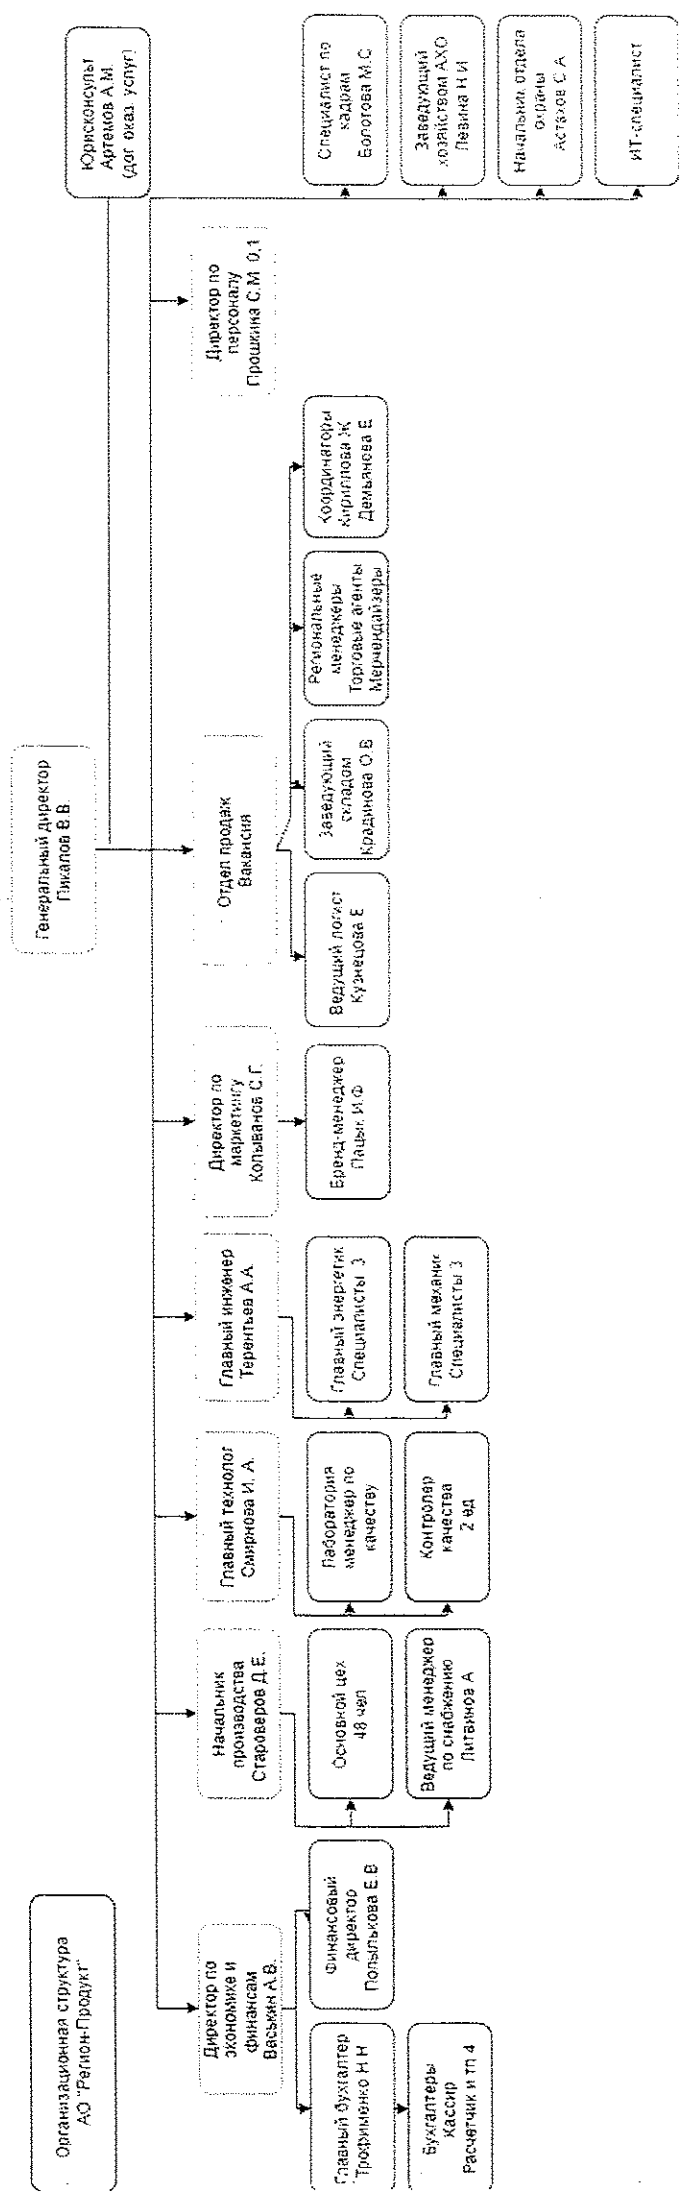 Организационная структура
АО "Регион-Продукт"
Генеральный директор
Пикалов В.В.
Юрисконсульт
Артемов А.М.
(дог оказ. услуг)
Директор по
экономике и
финансам
Васькин А.В.
Начальник
производства
Староверов Д.Е.
Главный технолог
Смирнова И. А.
Главный инженер
Терентьев А.А.
Директор по
маркетингу
Колыванов С.Г.
Отдел продаж
Вакансия
Директор по
персоналу
Прошкина С.М. 0,1
Главный бухгалтер
Трофименко Н Н
Финансовый
директор
Полылькова Е.В
Основной цех
48 чел
Лаборатория
менеджер по
качеству
Главный энергетик
Специалисты 3
Бренд-менеджер
Пацык И.Ф
Ведущий логист
Кузнецова Е
Заведующий
складом
Крадинова О.В
Региональные
менеджеры
Торговые агенты
Мерчендайзеры
Координаторы
Кириллова Ж
Демьянова Е
Специалист по
кадрам
Бологова М.С
Бухгалтеры
Кассир
Расчетчик и тп 4
Ведущий менеджер
по снабжению
Литвинов А
Контролер
качества
2 ед
Главный механик
Специалисты 3
Заведующий
хозяйством АХО
Левина Н И
Начальник отдела
охраны
Астахов С А
ИТ-специалист